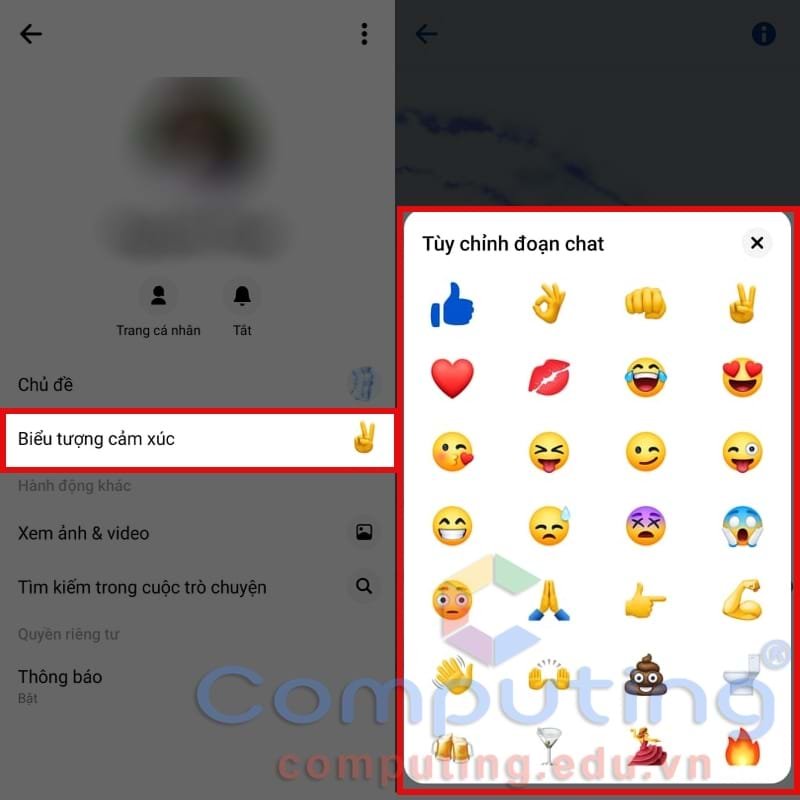 Trang cá nhân
Tắt
Chủ đề
Biểu tượng cảm xúc
Hành động khác
Xem ảnh & video
Tìm kiếm trong cuộc trò chuyện
Quyền riêng tư
Thông báo
Bật
Tùy chỉnh đoạn chat
Computing®
computing.edu.vn